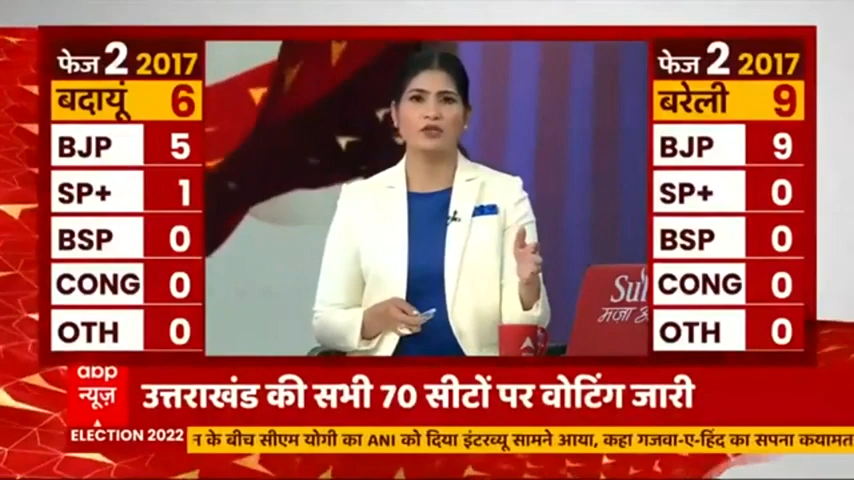 फेज 2 2017
बदायूं 6
BJP 5
SP+ 1
BSP 0
CONG 0
OTH 0
फेज 2 2017
बरेली 9
BJP 9
SP+ 0
BSP 0
CONG 0
OTH 0
मज़ा
abp
न्यूज़
उत्तराखंड की सभी 70 सीटों पर वोटिंग जारी
ELECTION 2022
के बीच सीएम योगी का ANI को दिया इंटरव्यू सामने आया, कहा गजवा-ए-हिंद का सपना कयामत